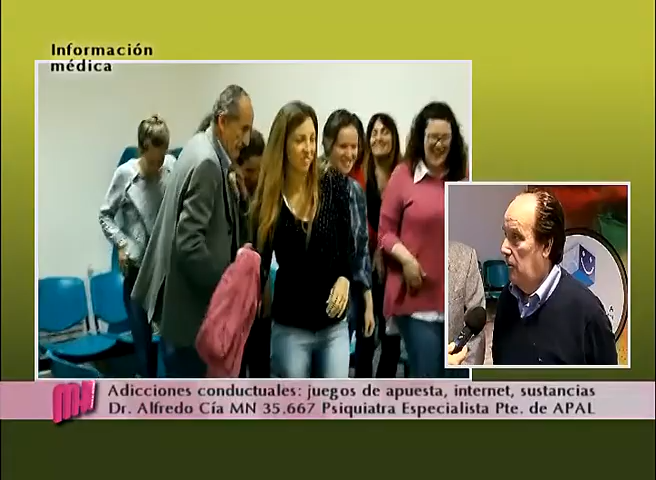 Información
médica
Adicciones conductuales: juegos de apuesta, internet, sustancias
Dr. Alfredo Cía MN 35.667 Psiquiatra Especialista Pte. de APAL